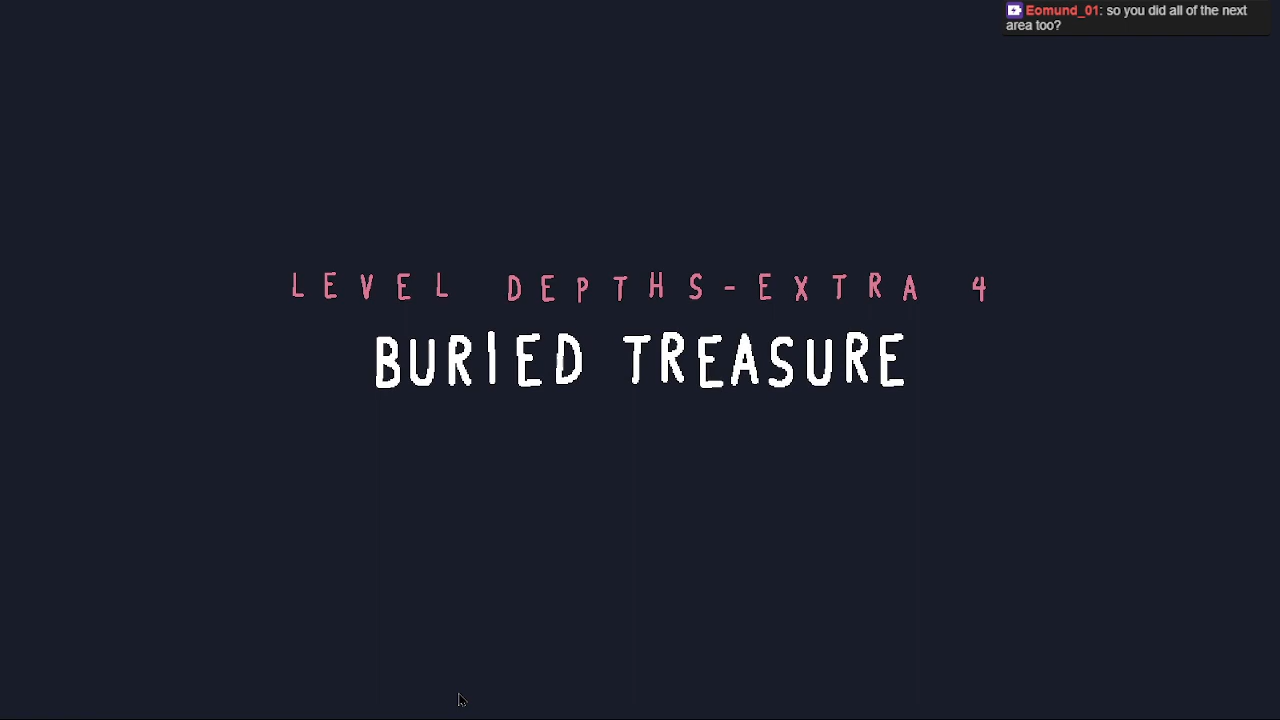 Eomund_01: so you did all of the next
area too?
LEVEL DEPTHS-EXTRA 4
BURIED TREASURE